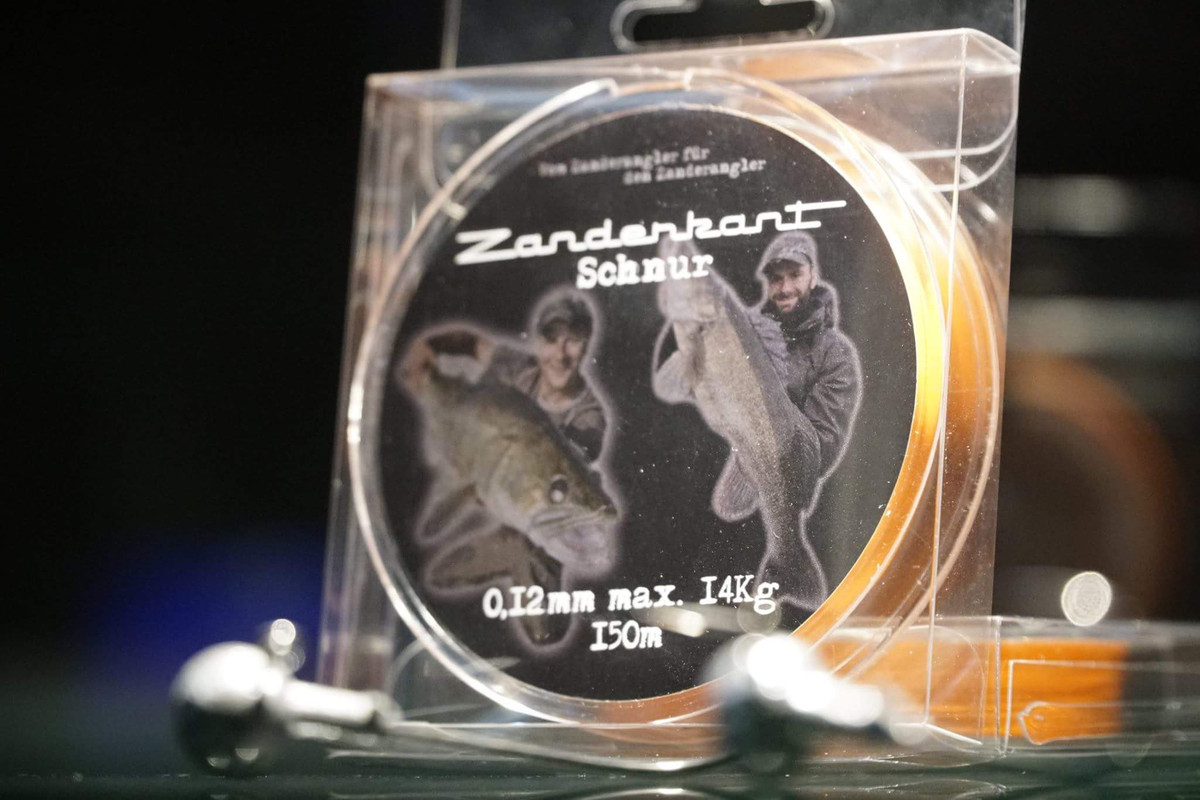 Vom Zanderangler für
den Zanderangler
Zanderkant
Schnur
0,12mm max. 14Kg
150m